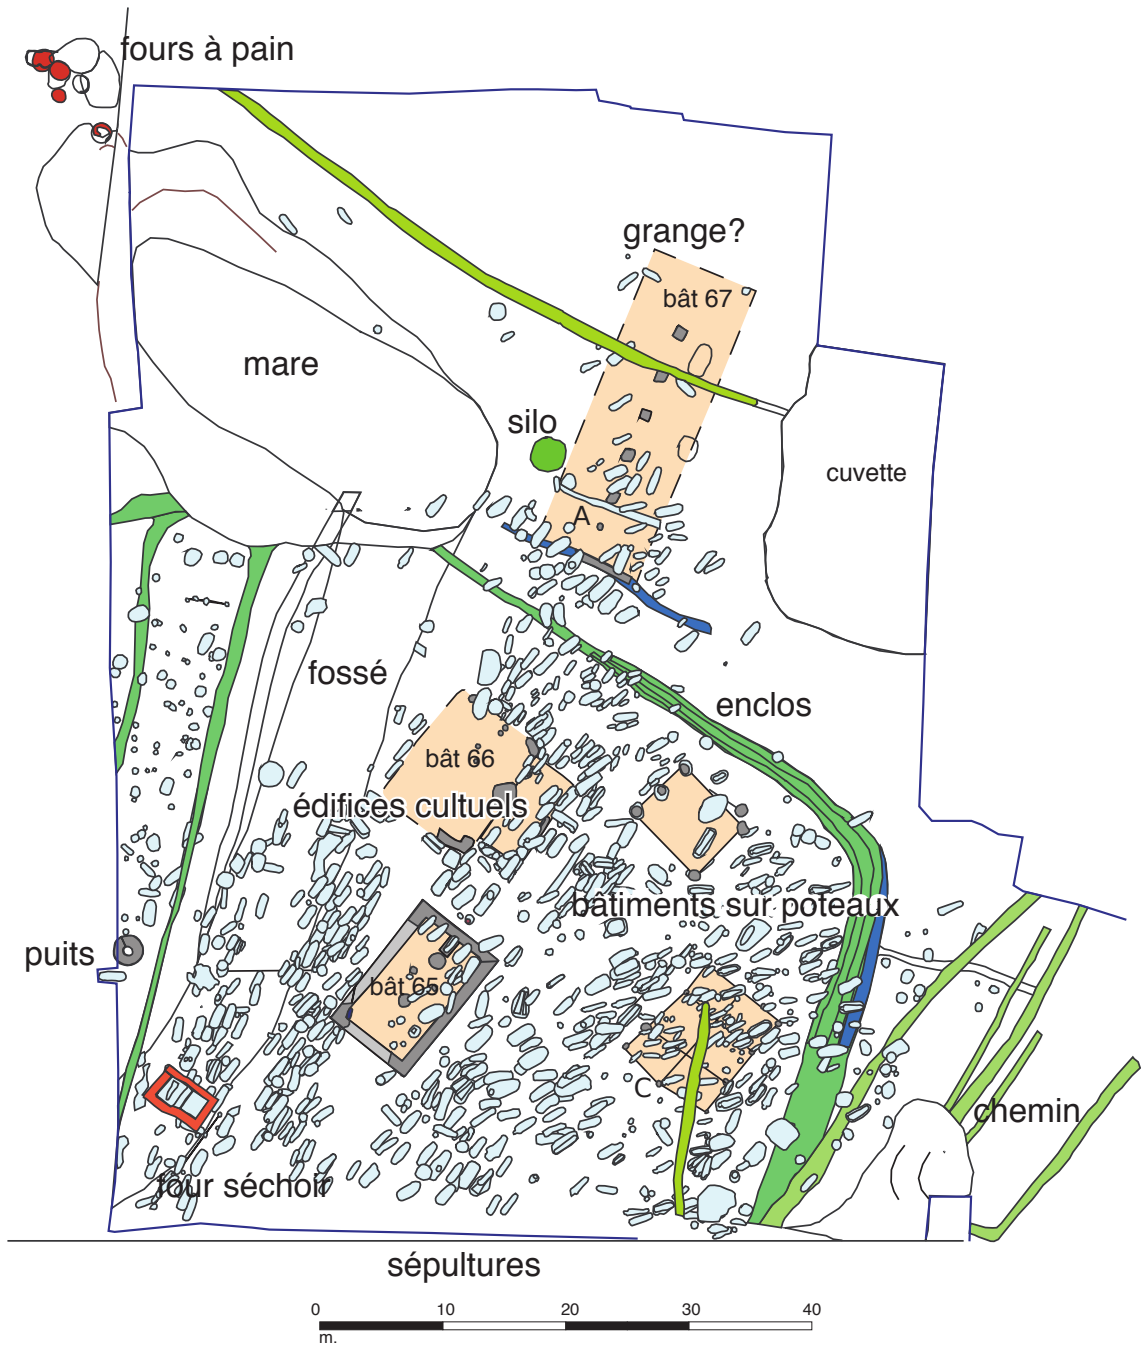 fours à pain
grange?
bât 67
mare
silo
cuvette
A
fossé
enclos
bât 66
édifices cultuels
bâtiments sur poteaux
puits
bât 65
C
chemin
four séchoir
sépultures
0 10 20 30 40
m.